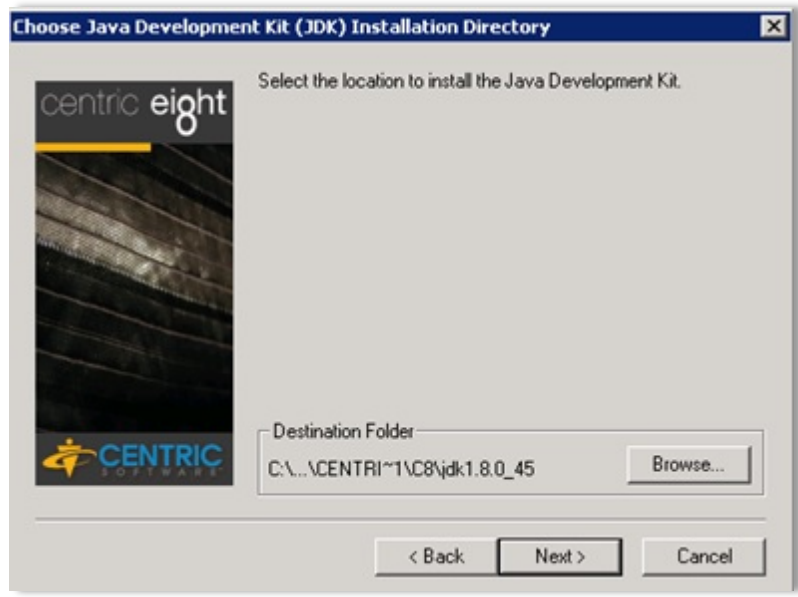 Choose Java Development Kit (JDK) Installation Directory
centric eight
Select the location to install the Java Development Kit.
Destination Folder
C:\...\CENTRI~1\C8\jdk1.8.0_45
Browse...
CENTRIC
SOFTWARE
< Back
Next >
Cancel